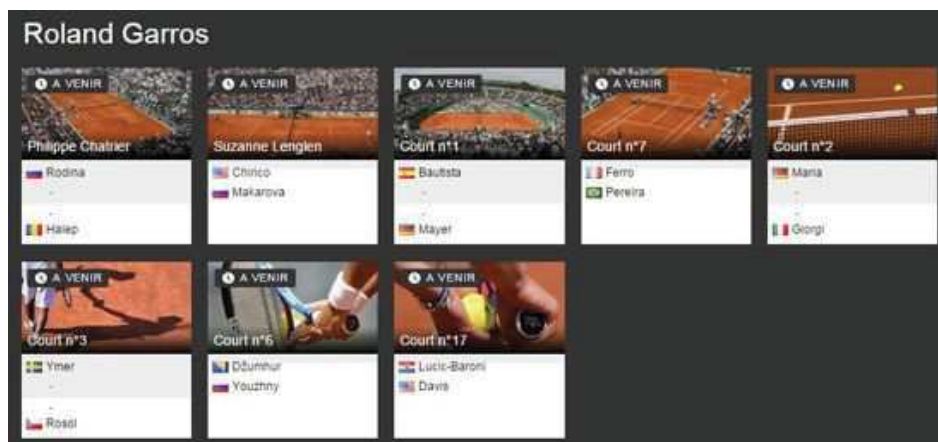 Roland Garros
A VENIR
Philippe Chatrier
Rodina
-
-
Halep
A VENIR
Suzanne Lenglen
Chirico
Makarova
A VENIR
Court n°1
Bautista
-
-
Mayer
A VENIR
Court n°7
Ferro
Pereira
A VENIR
Court n°2
Maria
-
-
Giorgi
A VENIR
Court n°3
Ymer
-
-
Rosol
A VENIR
Court n°6
Džumhur
Youzhny
A VENIR
Court n°17
Lucic-Baroni
Davis